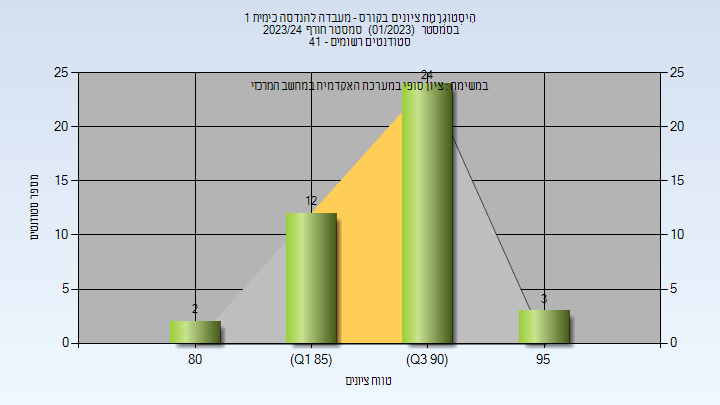 היסטוגרמת ציונים בקורס - מעבדה להנדסה כימית 1
בסמסטר (01/2023) סמסטר חורף 2023/24
סטודנטים רשומים - 41
במשימת : ציון סופי במערכת האקדמית במחשב המרכזי
25
20
15
10
5
0
25
20
15
10
5
0
מספר סטודנטים
2
12
24
3
80
(Q1 85)
(Q3 90)
95
טווח ציונים